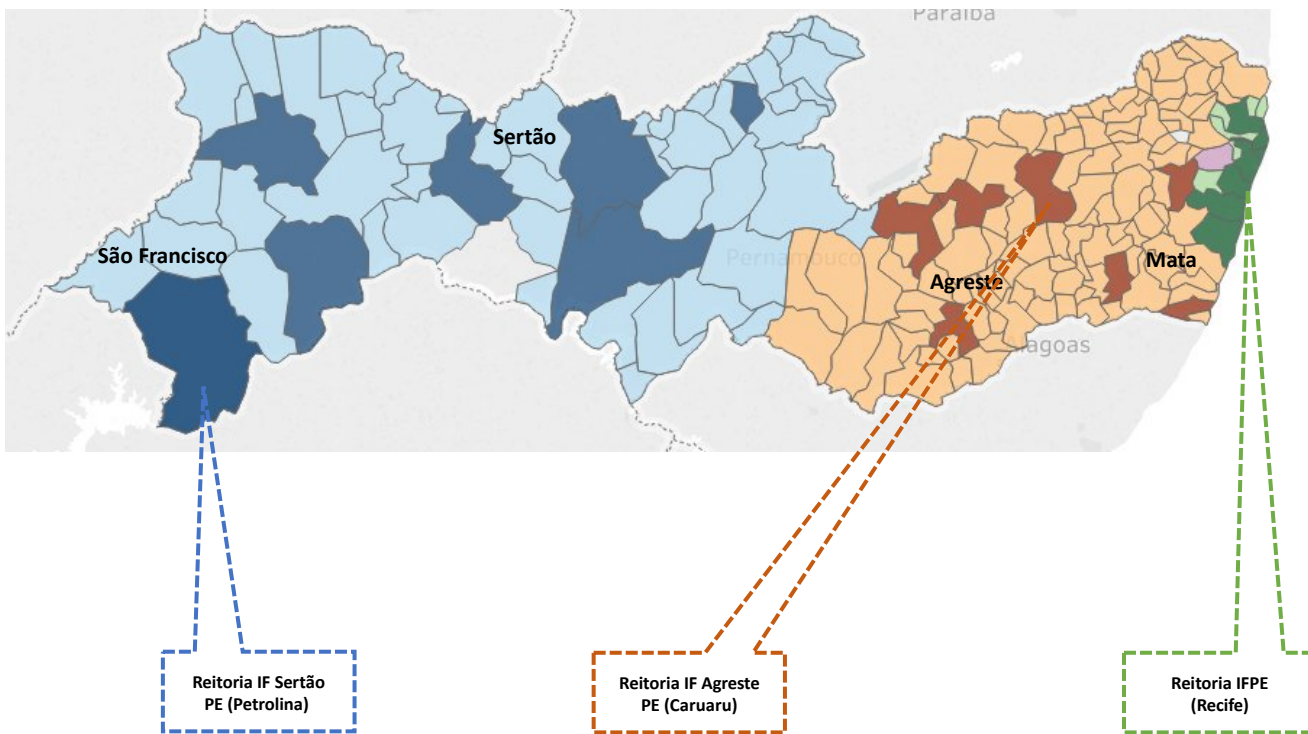 Paraíba
Sertão
São Francisco
Pernambuco
Agreste
Mata
Alagoas
Reitoria IF Sertão
PE (Petrolina)
Reitoria IF Agreste
PE (Caruaru)
Reitoria IFPE
(Recife)